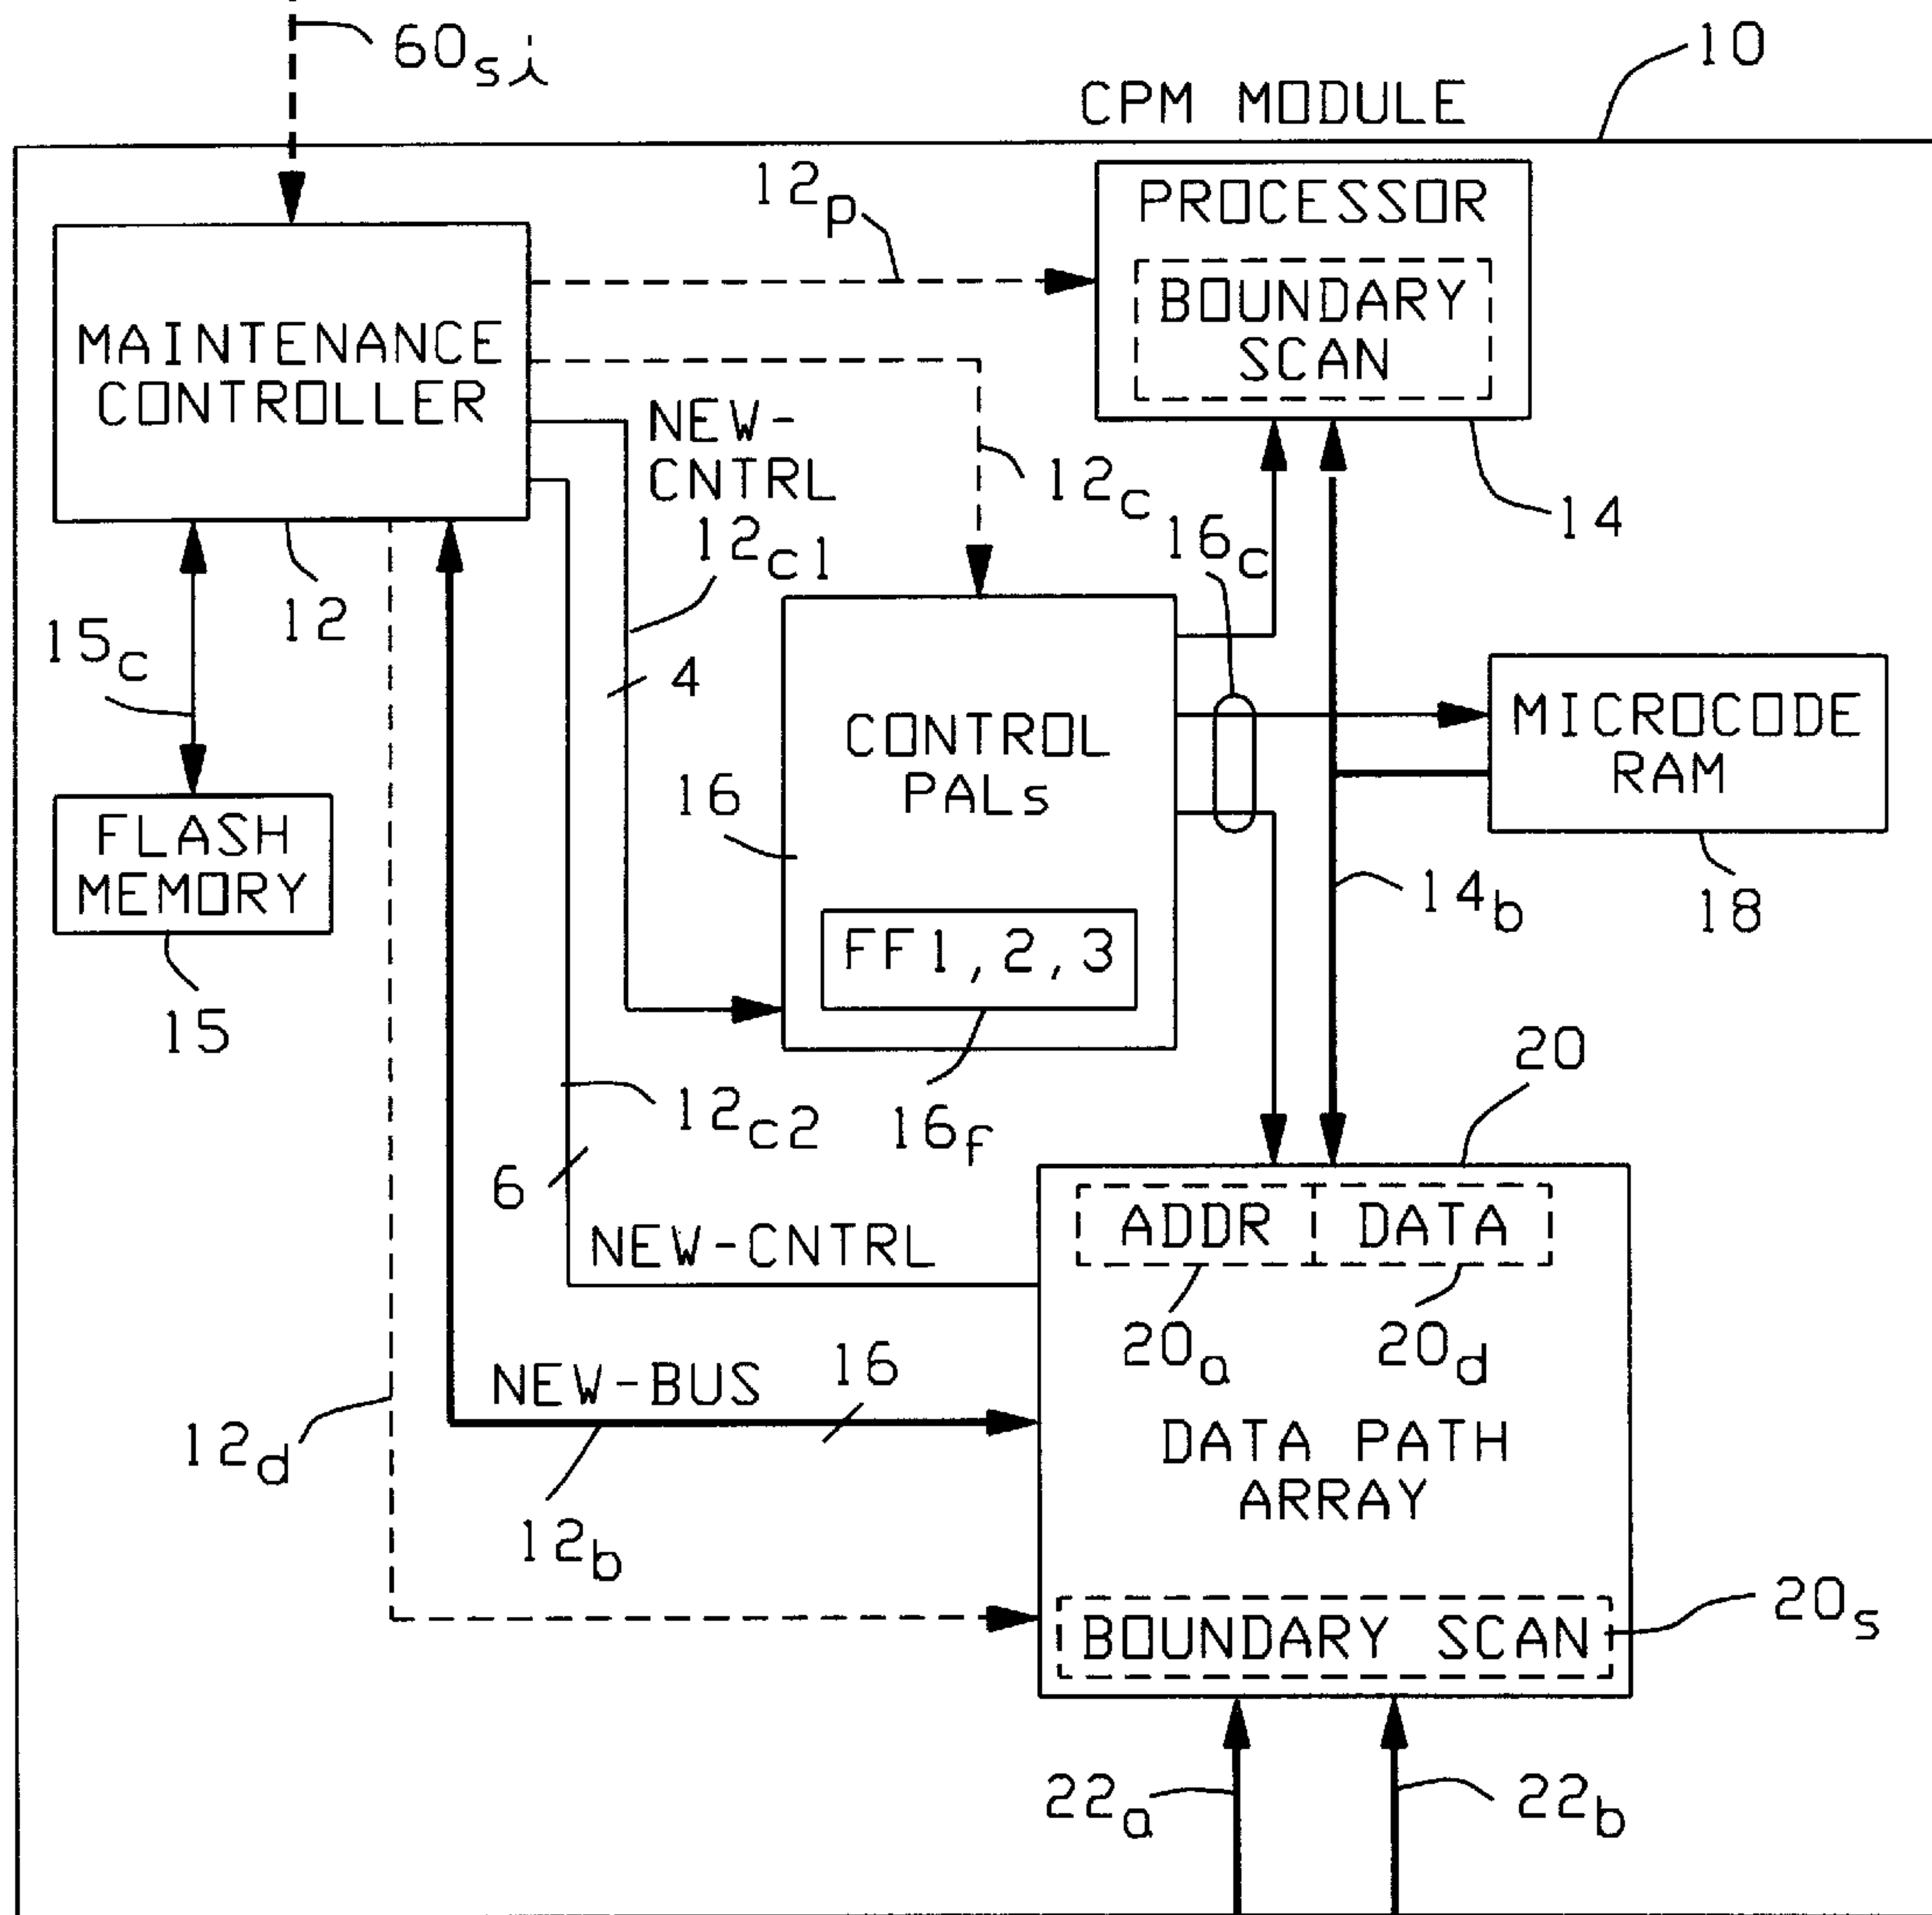 60si
10
CPM MODULE
12p
PROCESSOR
BOUNDARY
SCAN
MAINTENANCE
CONTROLLER
NEW-
CNTRL
12c
14
16c
12c1
12
15c
4
CONTROL
PALs
MICROCODE
RAM
16
FLASH
MEMORY
14b
18
FF1,2,3
15
20
12c2
16f
6
ADDR
DATA
NEW-CNTRL
20a
20d
NEW-BUS
16
DATA PATH
ARRAY
12d
12b
20s
BOUNDARY SCAN
22a
22b